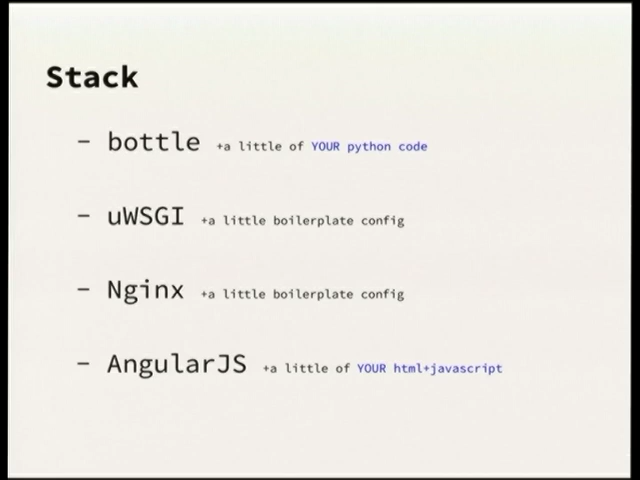 Stack
- bottle +a little of YOUR python code
- uWSGI +a little boilerplate config
- Nginx +a little boilerplate config
- AngularJS +a little of YOUR html+javascript